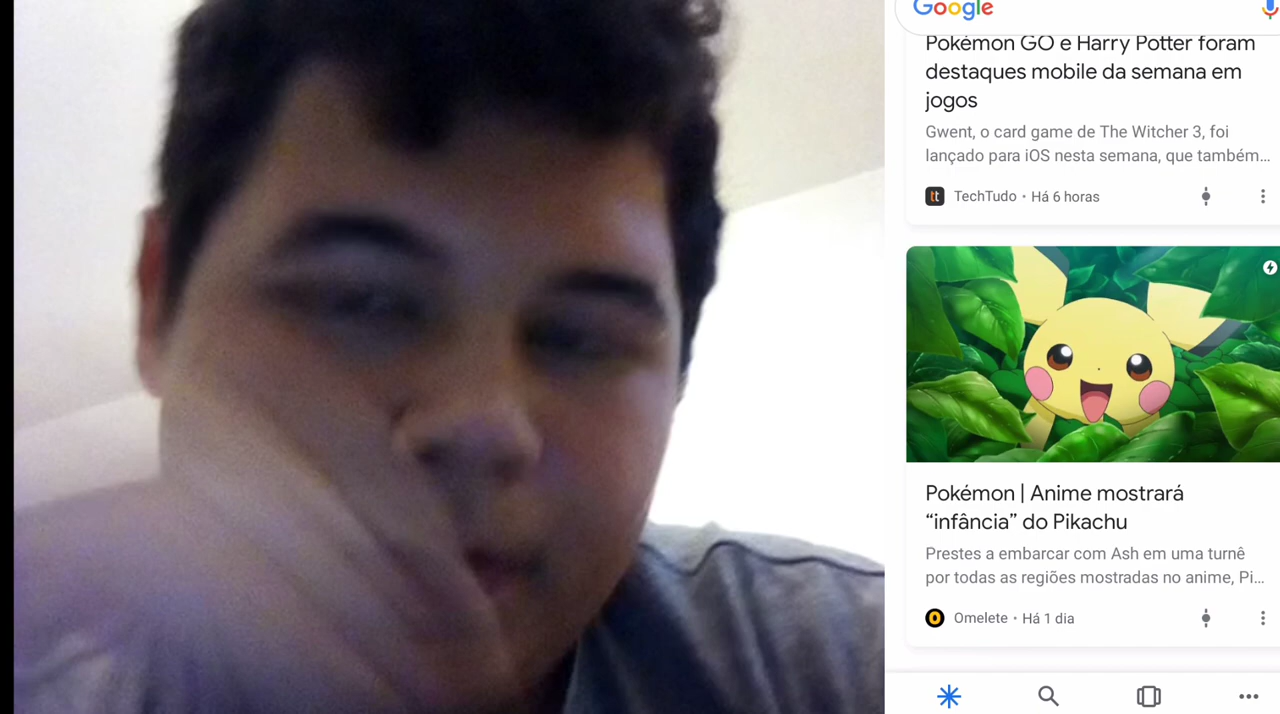 Google
Pokémon GO e Harry Potter foram
destaques mobile da semana em
jogos
Gwent, o card game de The Witcher 3, foi
lançado para iOS nesta semana, que também...
tt TechTudo • Há 6 horas
Pokémon | Anime mostrará
“infância” do Pikachu
Prestes a embarcar com Ash em uma turnê
por todas as regiões mostradas no anime, Pi...
Omelete • Há 1 dia